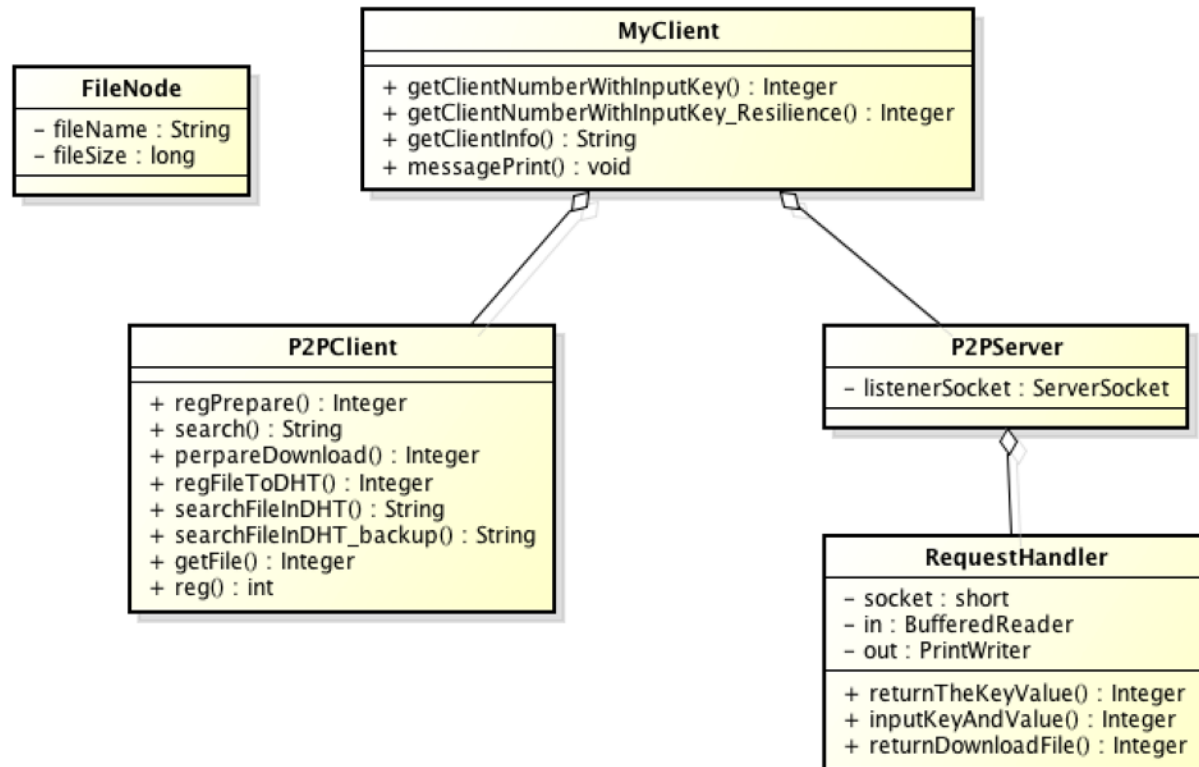 MyClient
+ getClientNumberWithInputKey() : Integer
+ getClientNumberWithInputKey_Resilience() : Integer
+ getClientInfo() : String
+ messagePrint() : void
FileNode
- fileName : String
- fileSize : long
P2PClient
+ regPrepare() : Integer
+ search() : String
+ perpareDownload() : Integer
+ regFileToDHT() : Integer
+ searchFileInDHT() : String
+ searchFileInDHT_backup() : String
+ getFile() : Integer
+ reg() : int
P2PServer
- listenerSocket : ServerSocket
RequestHandler
- socket : short
- in : BufferedReader
- out : PrintWriter
+ returnTheKeyValue() : Integer
+ inputKeyAndValue() : Integer
+ returnDownloadFile() : Integer